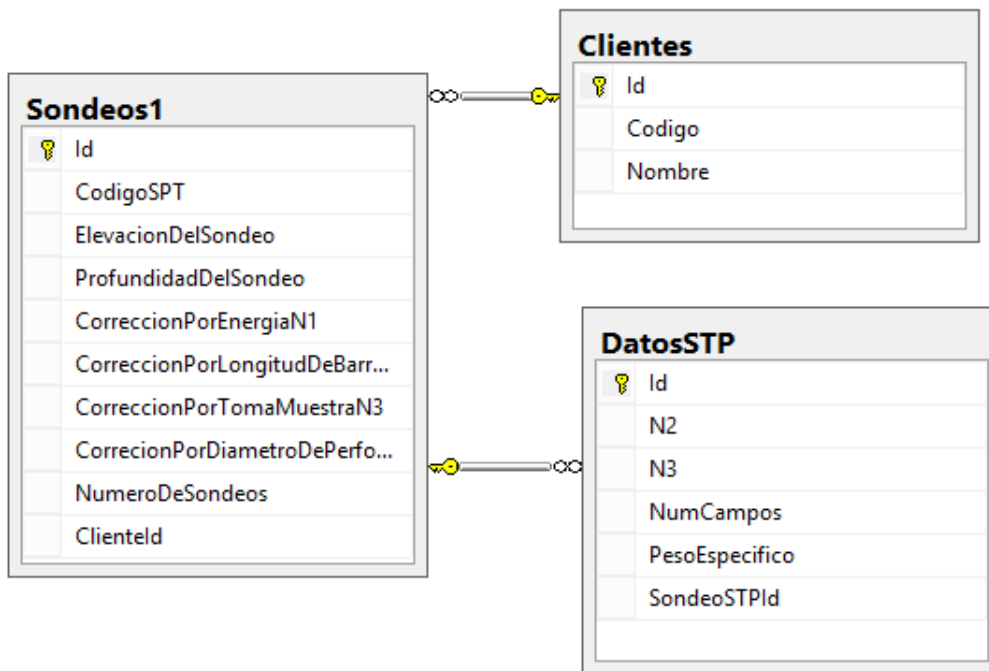 Sondeos1
Id
CodigoSPT
ElevacionDelSondeo
ProfundidadDelSondeo
CorreccionPorEnergiaN1
CorreccionPorLongitudDeBarr...
CorreccionPorTomaMuestraN3
CorrecionPorDiametroDePerfo...
NumeroDeSondeos
ClienteId
Clientes
Id
Codigo
Nombre
DatosSTP
Id
N2
N3
NumCampos
PesoEspecifico
SondeoSTPId